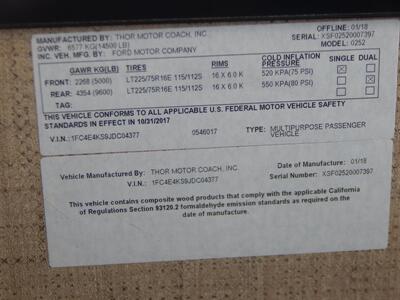 MANUFACTURED BY: THOR MOTOR COACH, INC. OFFLINE: 01/18
GVWR: 6577 KG(14500 LB) SERIAL: XSF02520007397
INC. VEH. MFG. BY: FORD MOTOR COMPANY MODEL: 0252
GAWR KG(LB) TIRES RIMS COLD INFLATION PRESSURE SINGLE DUAL
FRONT: 2268 (5000) LT225/75R16E 115/112S 16 X 6.0 K 520 KPA(75 PSI)
REAR: 4354 (9600) LT225/75R16E 115/112S 16 X 6.0 K 550 KPA(80 PSI)
TAG:
THIS VEHICLE CONFORMS TO ALL APPLICABLE U.S. FEDERAL MOTOR VEHICLE SAFETY
STANDARDS IN EFFECT IN 10/31/2017
V.I.N.: 1FC4E4KS9JDC04377 0546017 TYPE: MULTIPURPOSE PASSENGER
VEHICLE
Vehicle Manufactured By: THOR MOTOR COACH, INC. Date of Manufacture: 01/18
V.I.N.: 1FC4E4KS9JDC04377 Serial Number: XSF02520007397
This vehicle contains composite wood products that comply with the applicable California
of Regulations Section 93120.2 formaldehyde emission standards as required on the
date of manufacture.